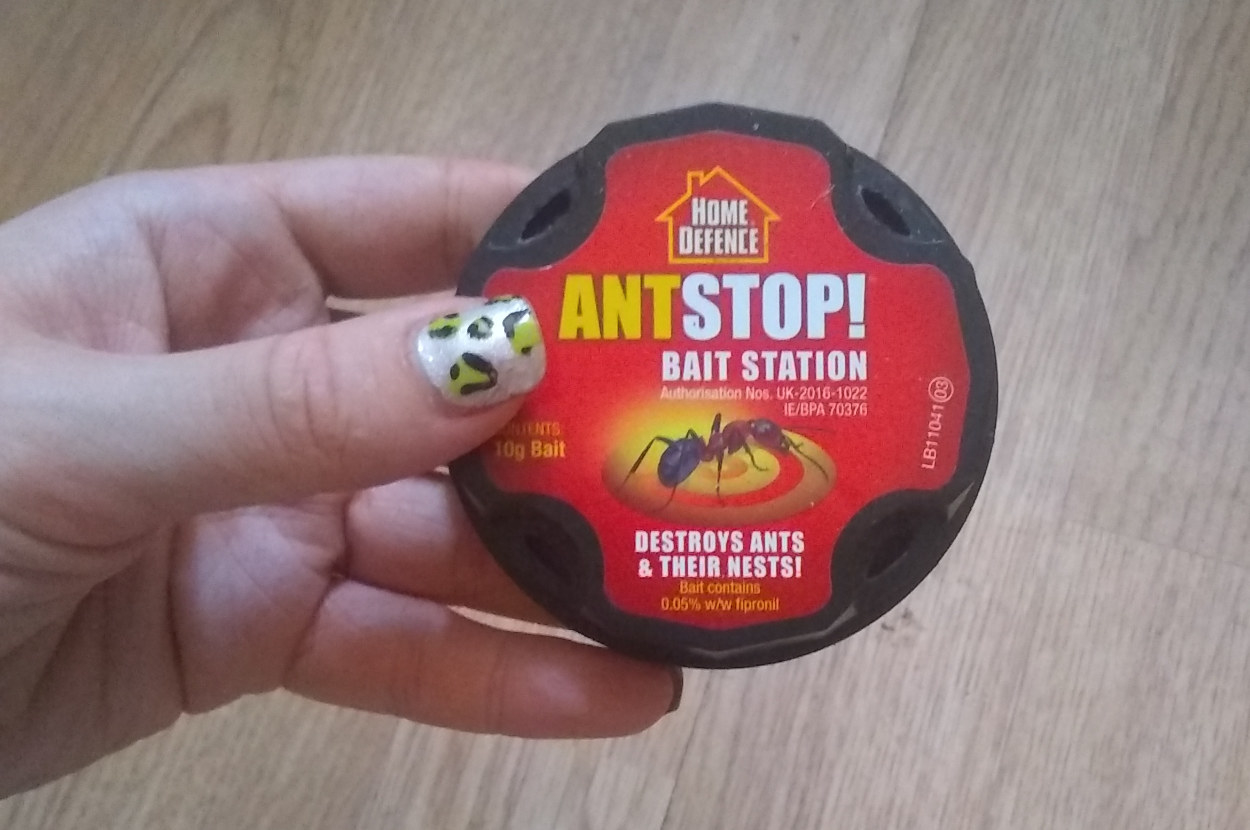 HOME
DEFENCE
ANTSTOP!
BAIT STATION
Authorisation Nos. UK-2016-1022
IE/BPA 70376
10g Bait
LB11041 03
DESTROYS ANTS
& THEIR NESTS!
Bait contains
0.05% w/w fipronil